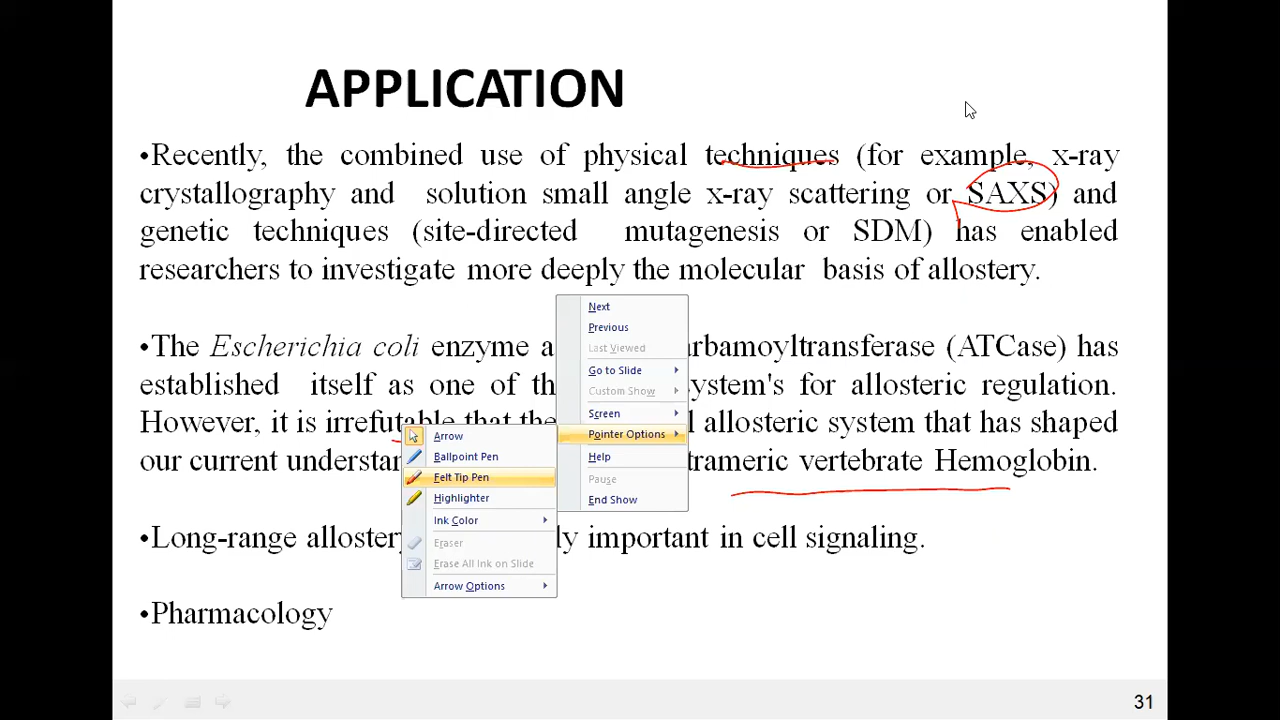 APPLICATION
•Recently, the combined use of physical techniques (for example, x-ray
crystallography and solution small angle x-ray scattering or SAXS) and
genetic techniques (site-directed mutagenesis or SDM) has enabled
researchers to investigate more deeply the molecular basis of allostery.
Next
Previous
•The Escherichia coli enzyme a arbamoyltransferase (ATCase) has
Last Viewed
Go to Slide
established itself as one of th ystem's for allosteric regulation.
Custom Show
Screen
However, it is irrefutable that the l allosteric system that has shaped
Pointer Options
Arrow
Ballpoint Pen
Help
our current understan trameric vertebrate Hemoglobin.
Felt Tip Pen
Pause
Highlighter
End Show
Ink Color
•Long-range allostery ly important in cell signaling.
Eraser
Erase All Ink on Slide
Arrow Options
•Pharmacology
31